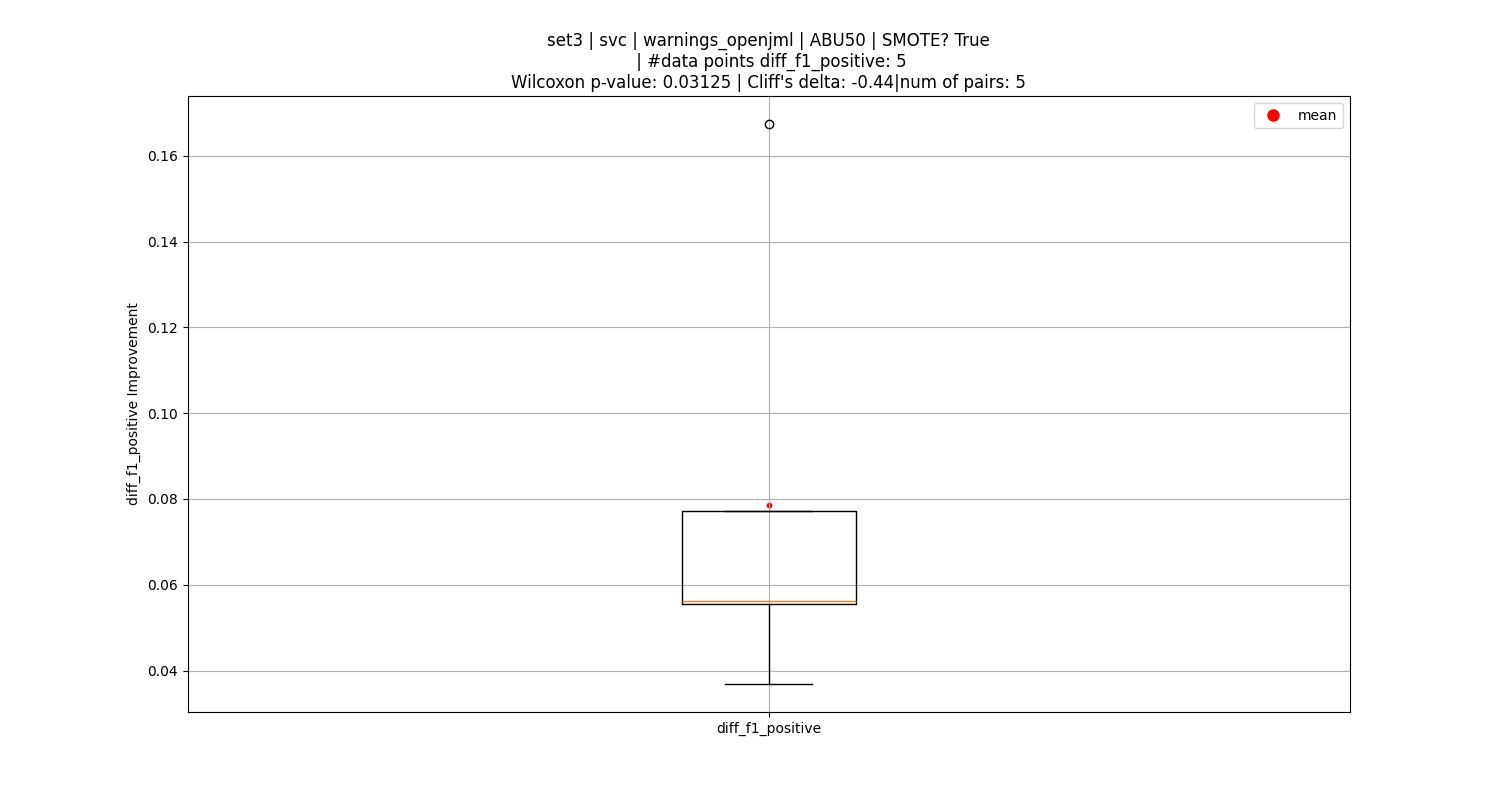 set3 | svc | warnings_openjml | ABU50 | SMOTE? True
| #data points diff_f1_positive: 5
Wilcoxon p-value: 0.03125 | Cliff's delta: -0.44|num of pairs: 5
mean
0.16
0.14
0.12
0.10
0.08
0.06
0.04
diff_f1_positive Improvement
diff_f1_positive